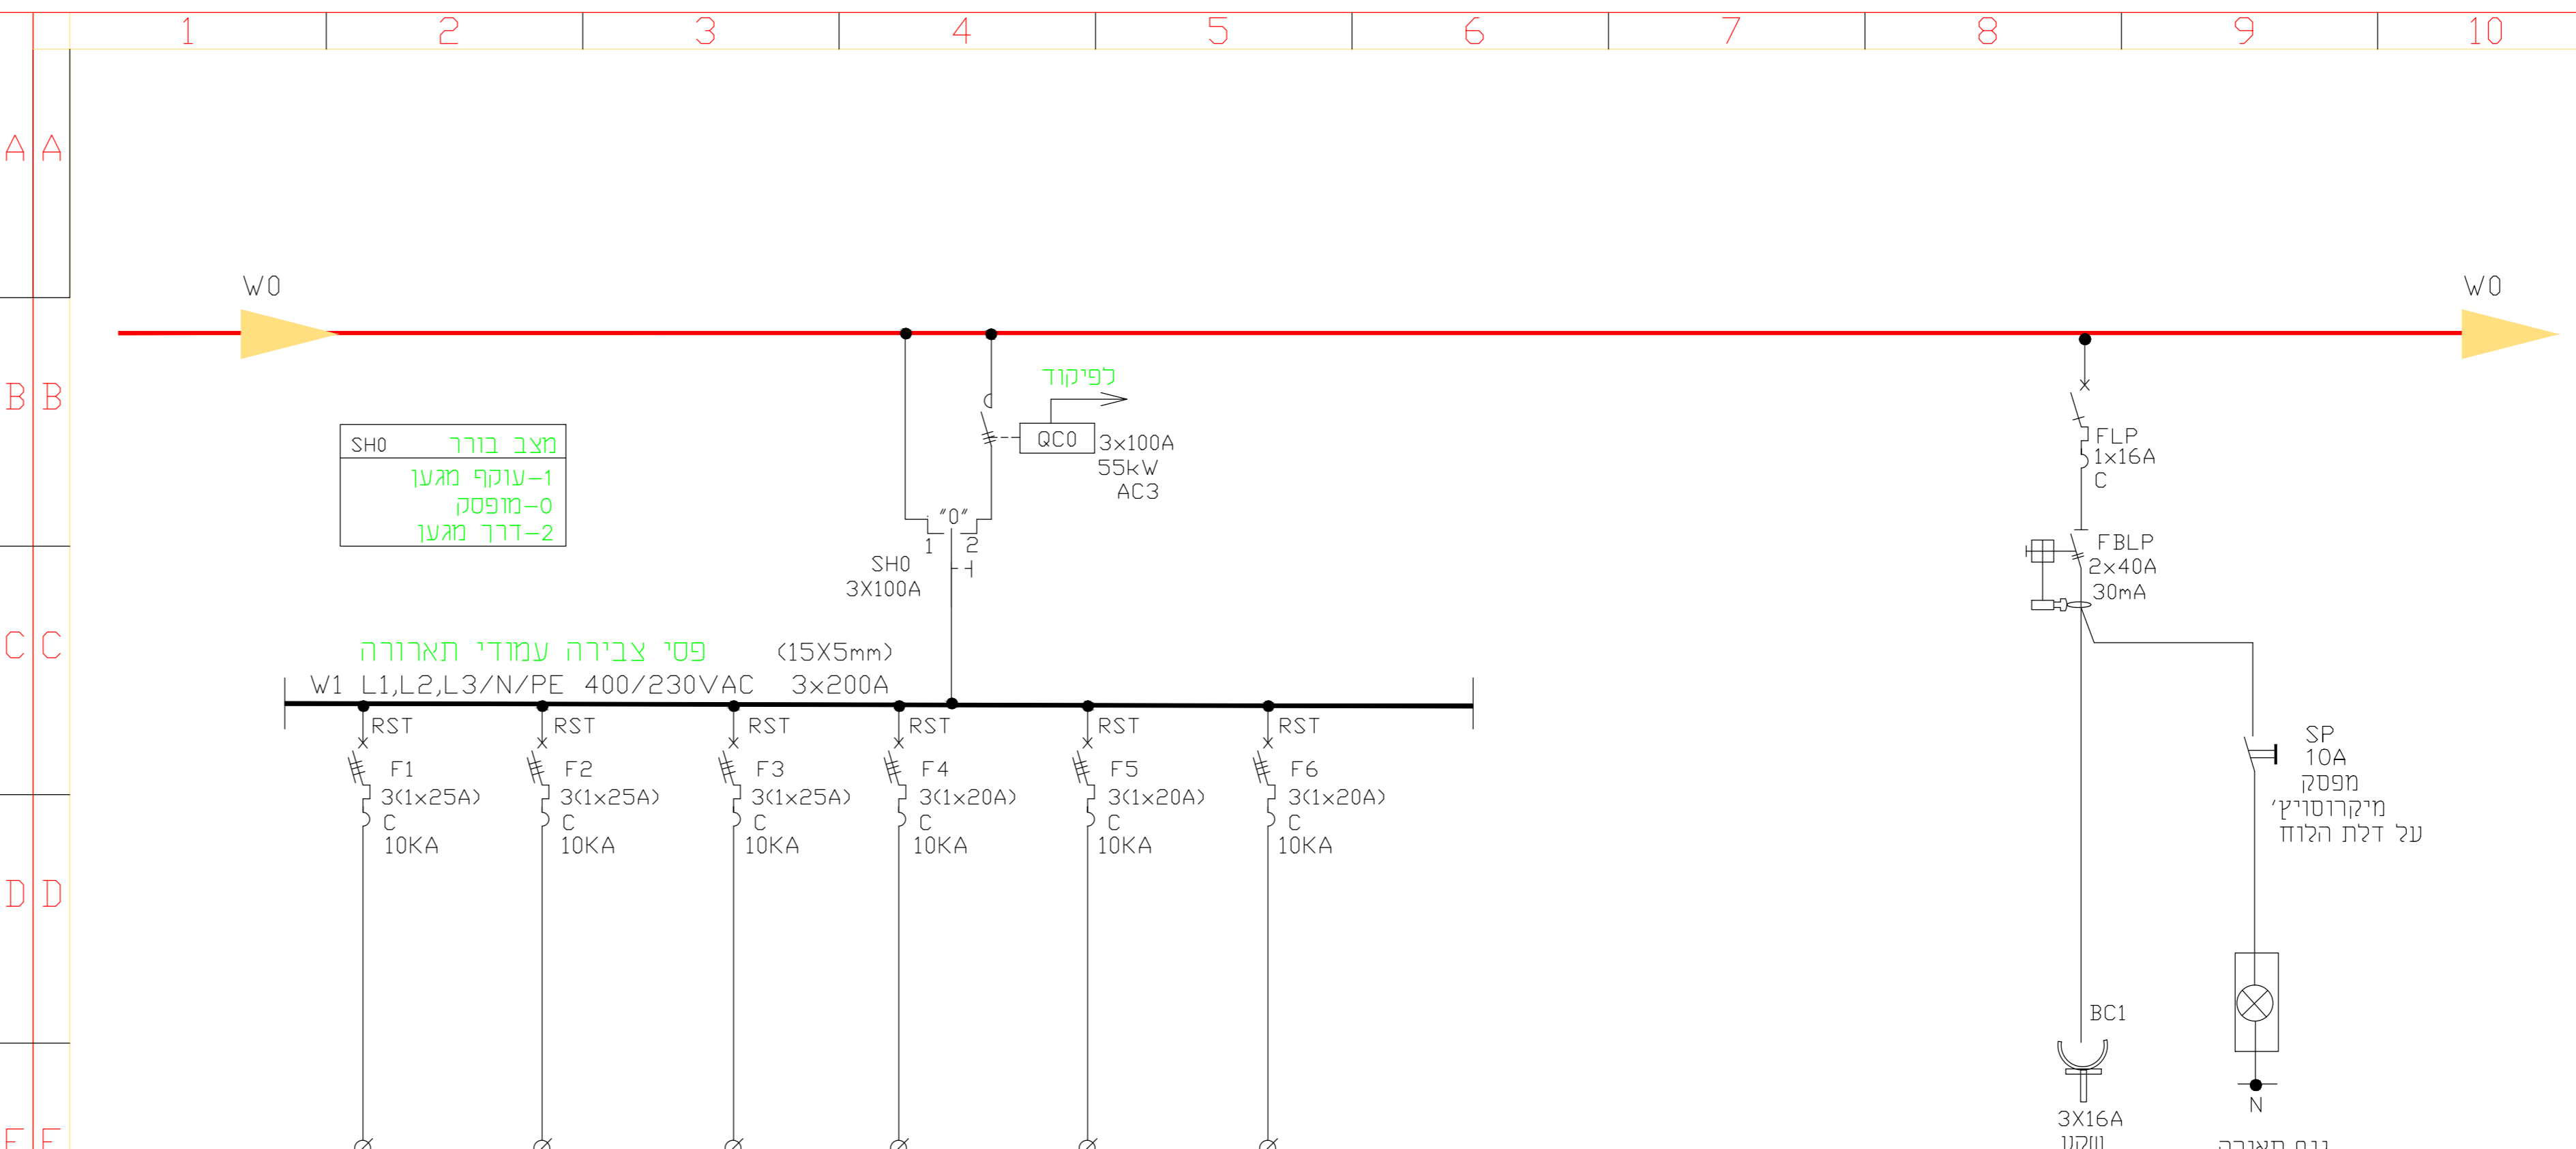 1 2 3 4 5 6 7 8 9 10
A A
W0 W0
B B
לפיקוד
QC0 3x100A
55kW
AC3
SH0 מצב בורר
1-עוקף מגען
0-מופסק
2-דרך מגען
"0"
1 2
SH0
3X100A
FLP
1x16A
C
FBLP
2x40A
30mA
C C
פסי צבירה עמודי תארורה (15X5mm)
W1 L1,L2,L3/N/PE 400/230VAC 3x200A
RST RST RST RST RST RST
F1 F2 F3 F4 F5 F6
3(1x25A) 3(1x25A) 3(1x25A) 3(1x20A) 3(1x20A) 3(1x20A)
C C C C C C
10KA 10KA 10KA 10KA 10KA 10KA
SP
10A
מפסק
מיקרוסויץ'
על דלת הלוח
D D
BC1
N
3X16A